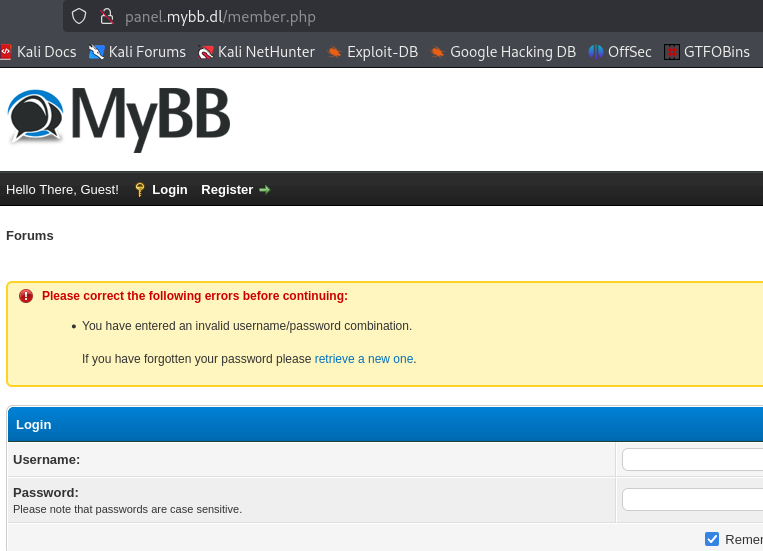 panel.mybb.dl/member.php
Kali Docs Kali Forums Kali NetHunter Exploit-DB Google Hacking DB OffSec GTFOBins
MyBB
Hello There, Guest! Login Register
Forums
Please correct the following errors before continuing:
You have entered an invalid username/password combination.
If you have forgotten your password please retrieve a new one.
Login
Username:
Password:
Please note that passwords are case sensitive.